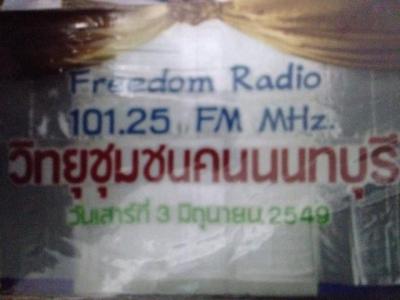 Freedom Radio
101.25 FM MHz.
วิทยุชุมชนคนนนทบุรี
วันเสาร์ที่ 3 มิถุนายน 2549